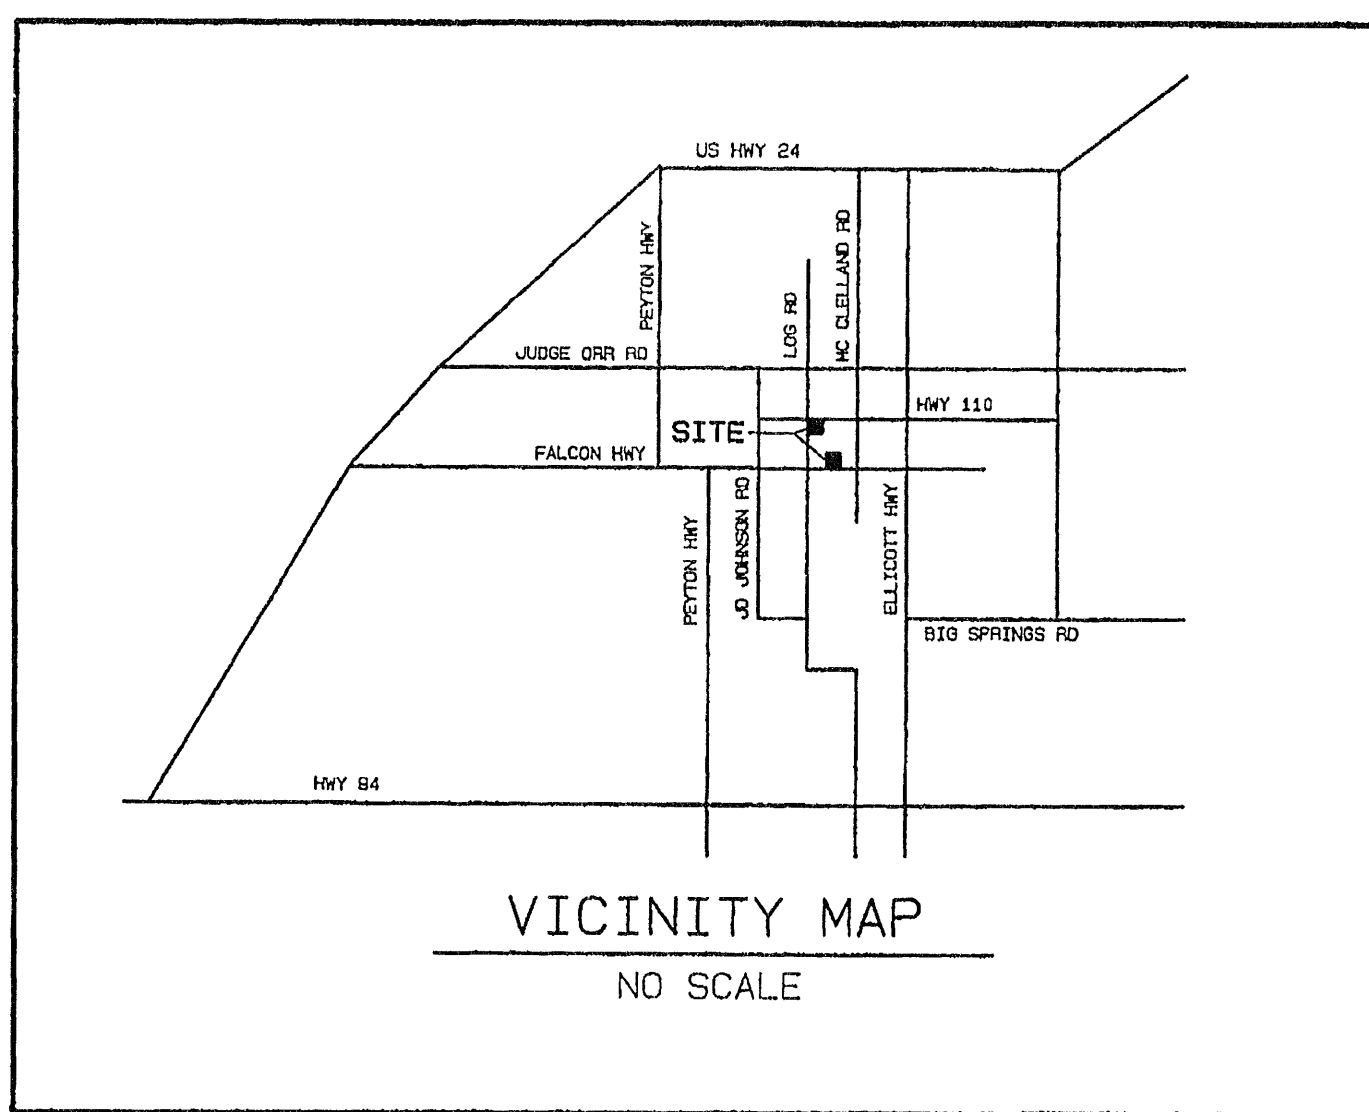 US HWY 24
PEYTON HWY
LOG RD
MC CLELLAND RD
JUDGE ORR RD
HWY 110
SITE
FALCON HWY
PEYTON HWY
JD JOHNSON RD
ELLICOTT HWY
BIG SPRINGS RD
HWY 94
VICINITY MAP
NO SCALE